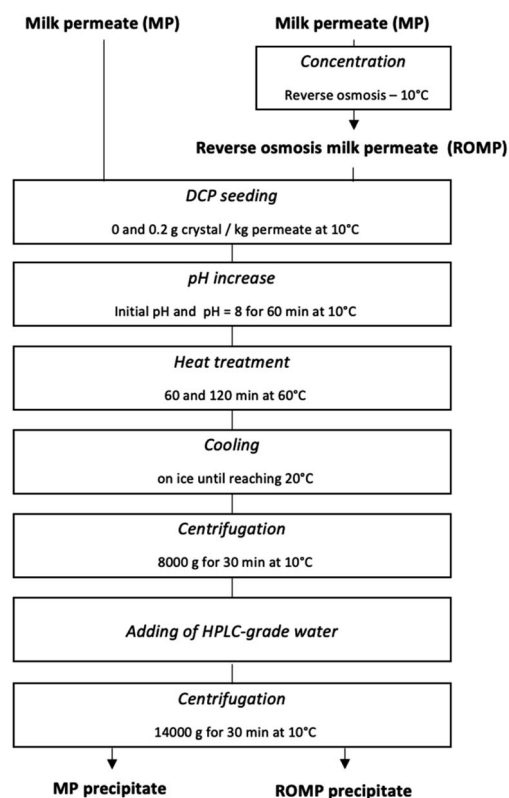 Milk permeate (MP)
Milk permeate (MP)
Concentration
Reverse osmosis – 10°C
Reverse osmosis milk permeate (ROMP)
DCP seeding
0 and 0.2 g crystal / kg permeate at 10°C
pH increase
Initial pH and pH = 8 for 60 min at 10°C
Heat treatment
60 and 120 min at 60°C
Cooling
on ice until reaching 20°C
Centrifugation
8000 g for 30 min at 10°C
Adding of HPLC-grade water
Centrifugation
14000 g for 30 min at 10°C
MP precipitate
ROMP precipitate